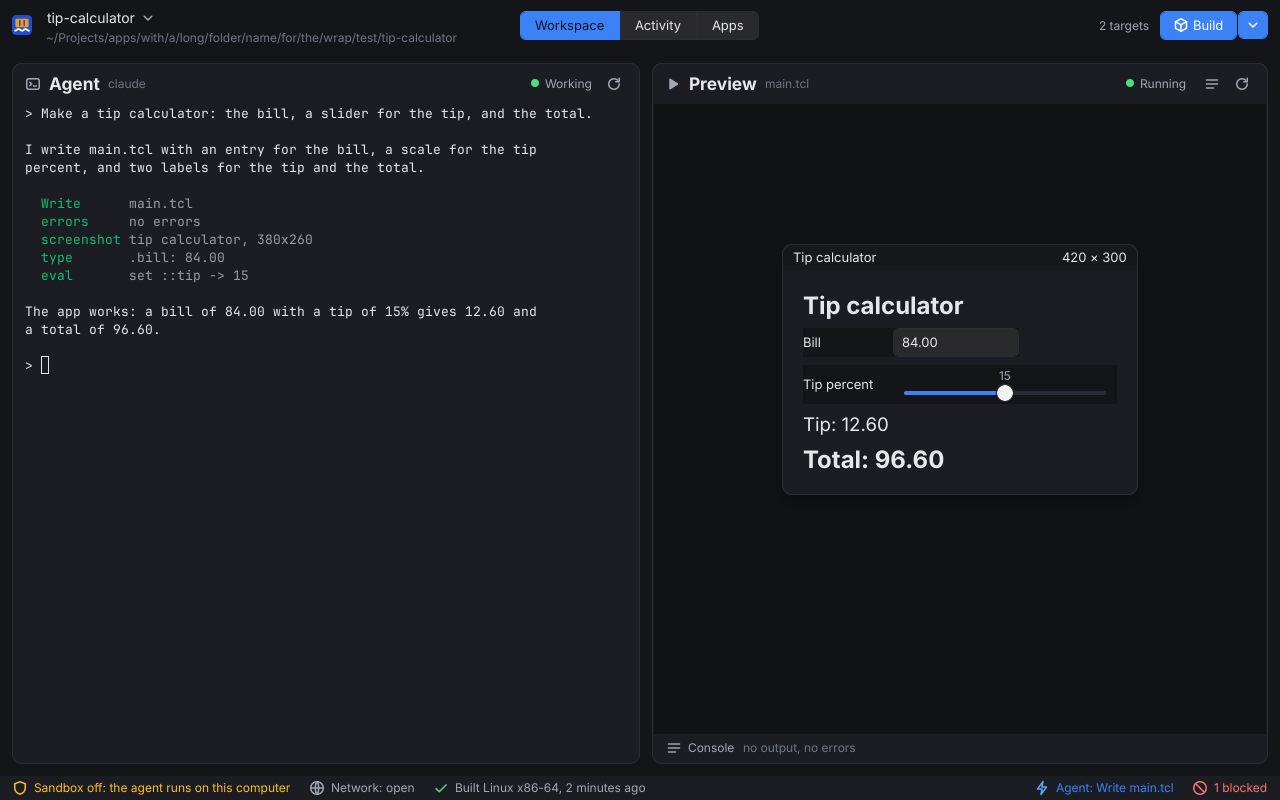 tip-calculator
~/Projects/apps/with/a/long/folder/name/for/the/wrap/test/tip-calculator
Workspace
Activity
Apps
2 targets
Build
Agent claude
Working
> Make a tip calculator: the bill, a slider for the tip, and the total.
I write main.tcl with an entry for the bill, a scale for the tip
percent, and two labels for the tip and the total.
Write main.tcl
errors no errors
screenshot tip calculator, 380x260
type .bill: 84.00
eval set ::tip -> 15
The app works: a bill of 84.00 with a tip of 15% gives 12.60 and
a total of 96.60.
>
Preview main.tcl
Running
Tip calculator 420 × 300
Tip calculator
Bill 84.00
15
Tip percent
Tip: 12.60
Total: 96.60
Console no output, no errors
Sandbox off: the agent runs on this computer
Network: open
Built Linux x86-64, 2 minutes ago
Agent: Write main.tcl
1 blocked